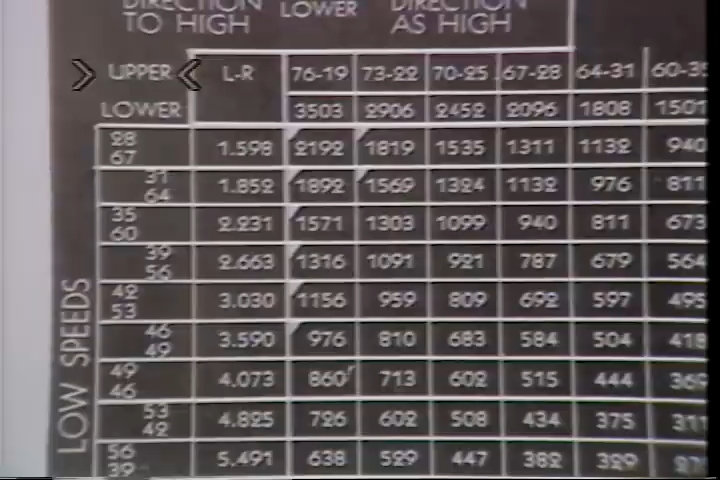 DIRECTION LOWER DIRECTION
TO HIGH AS HIGH
UPPER L-R 76-19 73-22 70-25 67-28 64-31 60-35
LOWER 3503 2906 2452 2096 1808 1501
28
67 1.598 2192 1819 1535 1311 1132 940
31
64 1.852 1892 1569 1324 1132 976 811
35
60 2.231 1571 1303 1099 940 811 673
39
56 2.663 1316 1091 921 787 679 564
42
53 3.030 1156 959 809 692 597 495
46
49 3.590 976 810 683 584 504 418
49
46 4.073 860 713 602 515 444 369
53
42 4.825 726 602 508 434 375 311
56
39 5.491 638 529 447 382 329
LOW SPEEDS